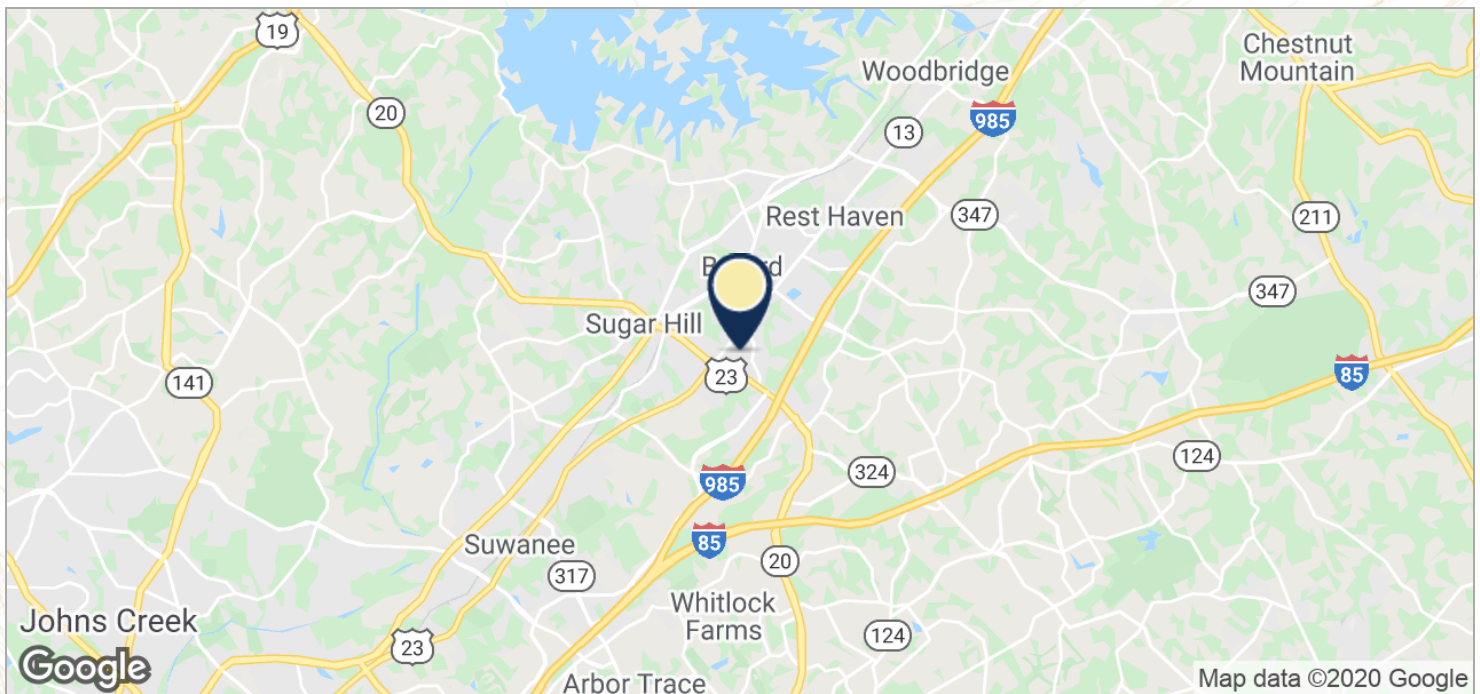 19
Chestnut
Mountain
Woodbridge
985
20
13
Rest Haven
347
211
347
Sugar Hill
85
23
141
124
324
985
85
Suwanee
20
317
Whitlock
Farms
Johns Creek
124
23
Google
Arbor Trace
Map data ©2020 Google